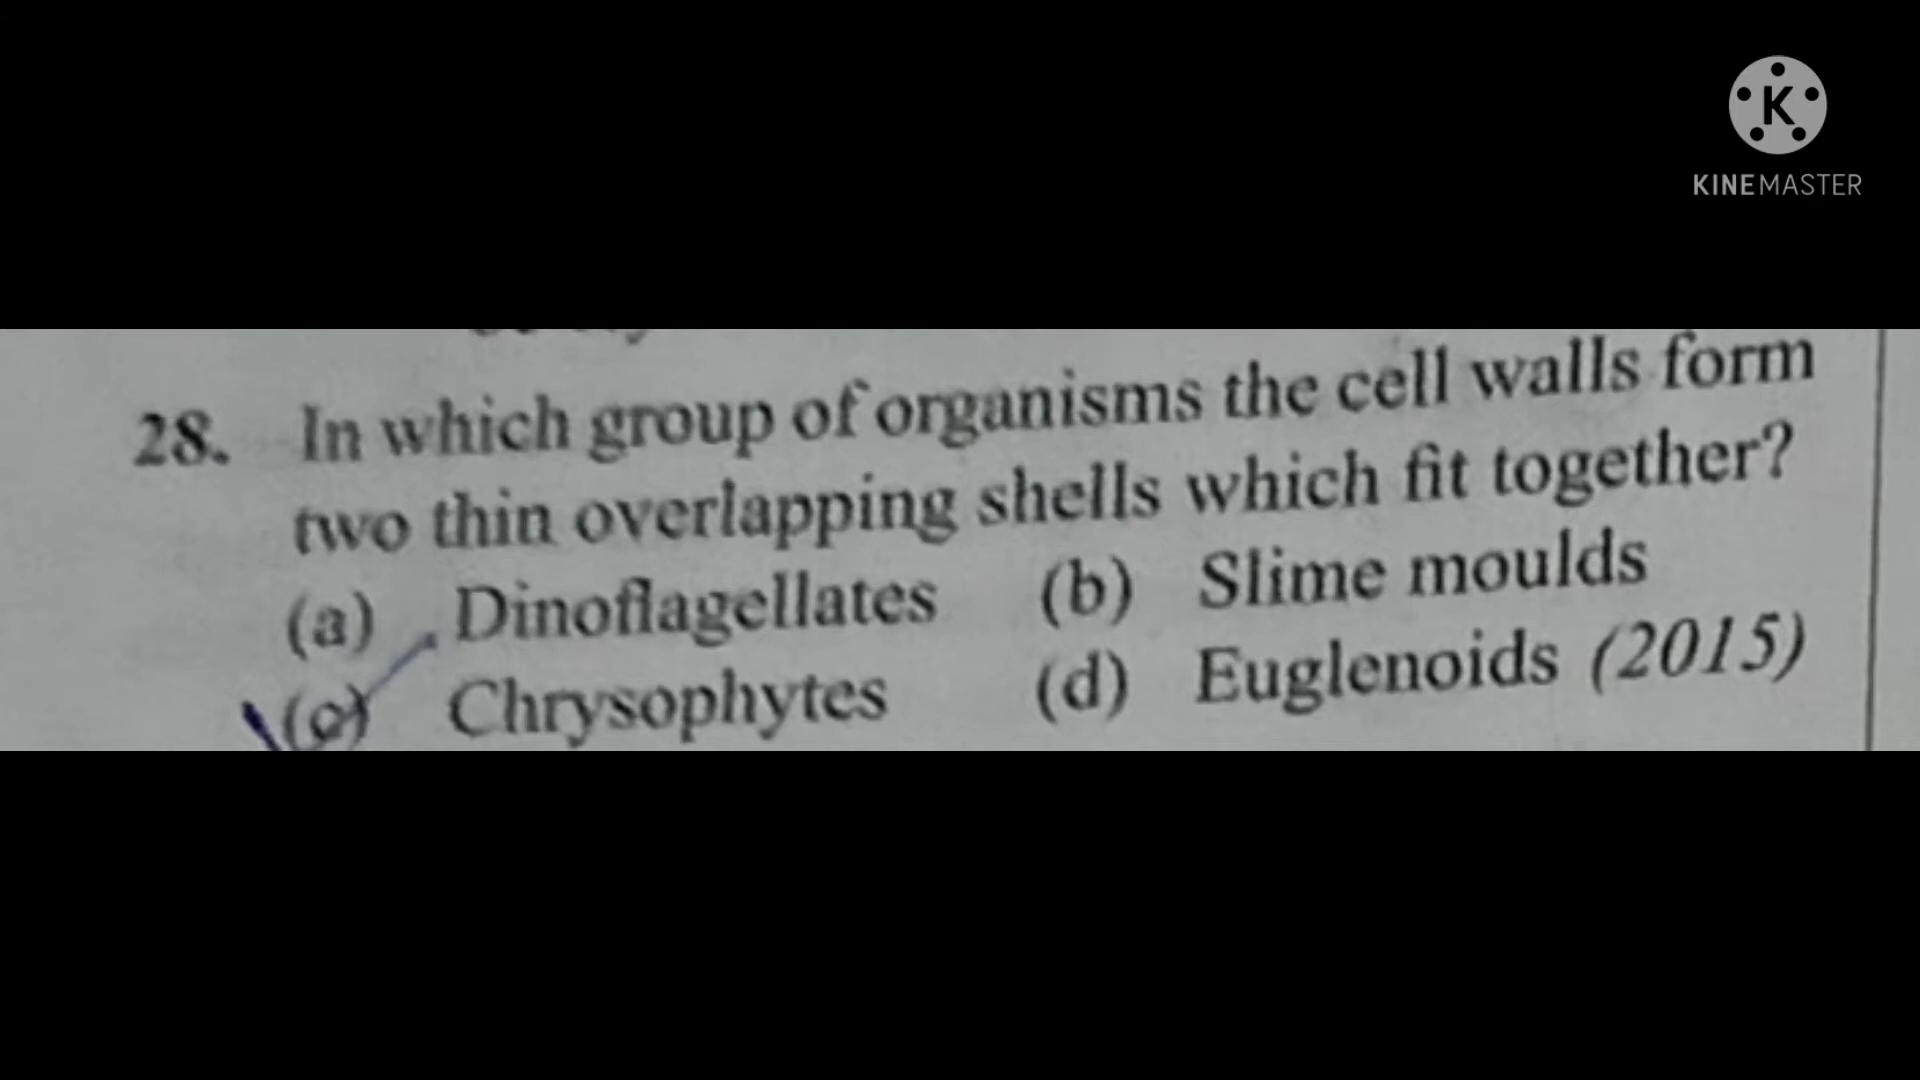 K
KINEMASTER
28. In which group of organisms the cell walls form
two thin overlapping shells which fit together?
(a) Dinoflagellates (b) Slime moulds
(c) Chrysophytes (d) Euglenoids (2015)